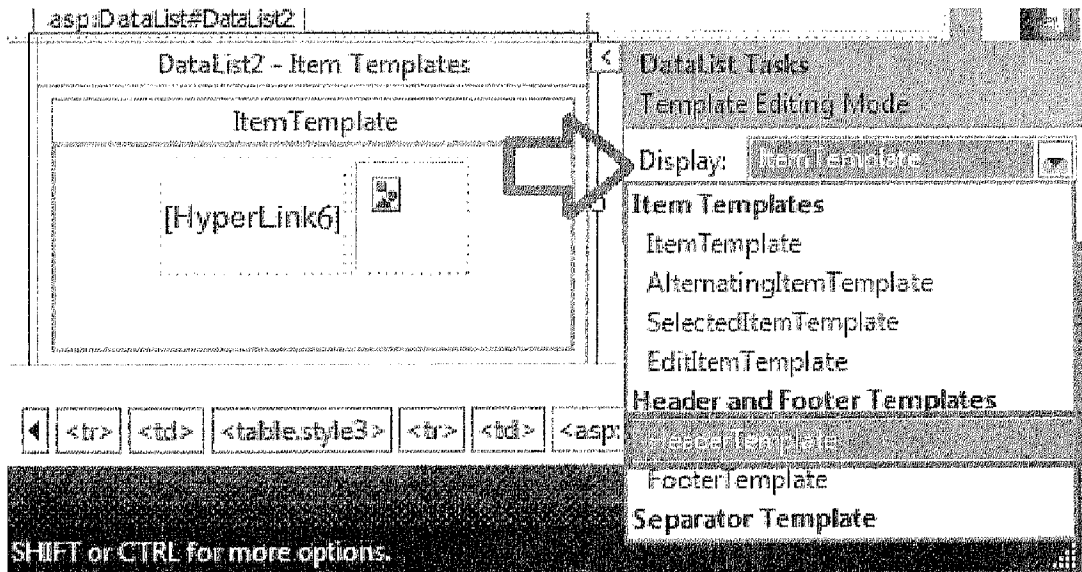 asp:DataList#DataList2
DataList2 - Item Templates
ItemTemplate
[HyperLink6]
<
DataList Tasks
Template Editing Mode
Display: ItemTemplate
Item Templates
ItemTemplate
AlternatingItemTemplate
SelectedItemTemplate
EditItemTemplate
Header and Footer Templates
HeaderTemplate
FooterTemplate
Separator Template
<tr> <td> <table.style3> <tr> <td> <asp:
SHIFT or CTRL for more options.